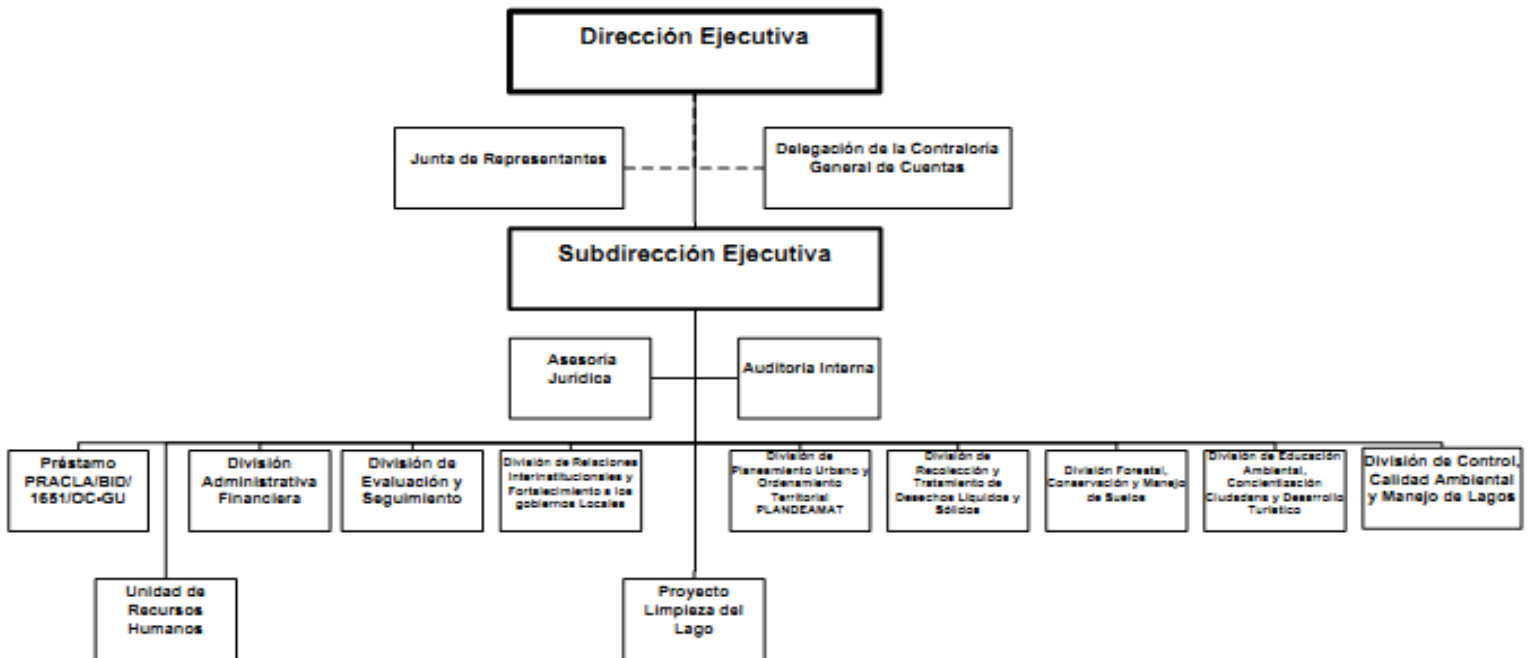 Dirección Ejecutiva
Junta de Representantes
Delegación de la Contraloría
General de Cuentas
Subdirección Ejecutiva
Asesoría
Jurídica
Auditoria Interna
Préstamo
PRACLA/BID/
1651/OC-GU
División
Administrativa
Financiera
División de
Evaluación y
Seguimiento
División de Relaciones
Interinstitucionales y
Fortalecimiento a los
gobiernos Locales
División de
Planeamiento Urbano y
Ordenamiento
Territorial
PLANDEAMAT
División de
Recolección y
Tratamiento de
Desechos Líquidos y
Sólidos
División Forestal,
Conservación y Manejo
de Suelos
División de Educación
Ambiental,
Concientización
Ciudadana y Desarrollo
Turístico
División de Control,
Calidad Ambiental
y Manejo de Lagos
Unidad de
Recursos
Humanos
Proyecto
Limpieza del
Lago